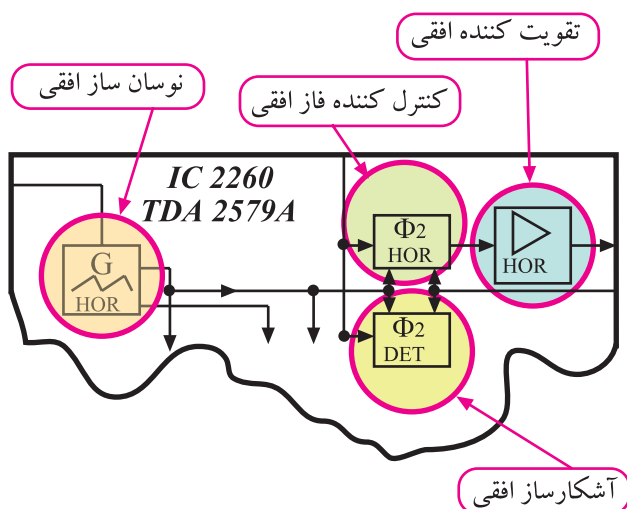 تقویت کننده افقی
نوسان ساز افقی
کنترل کننده فاز افقی
IC 2260
TDA 2579A
G
HOR
Φ2
HOR
HOR
Φ2
DET
آشکارساز افقی